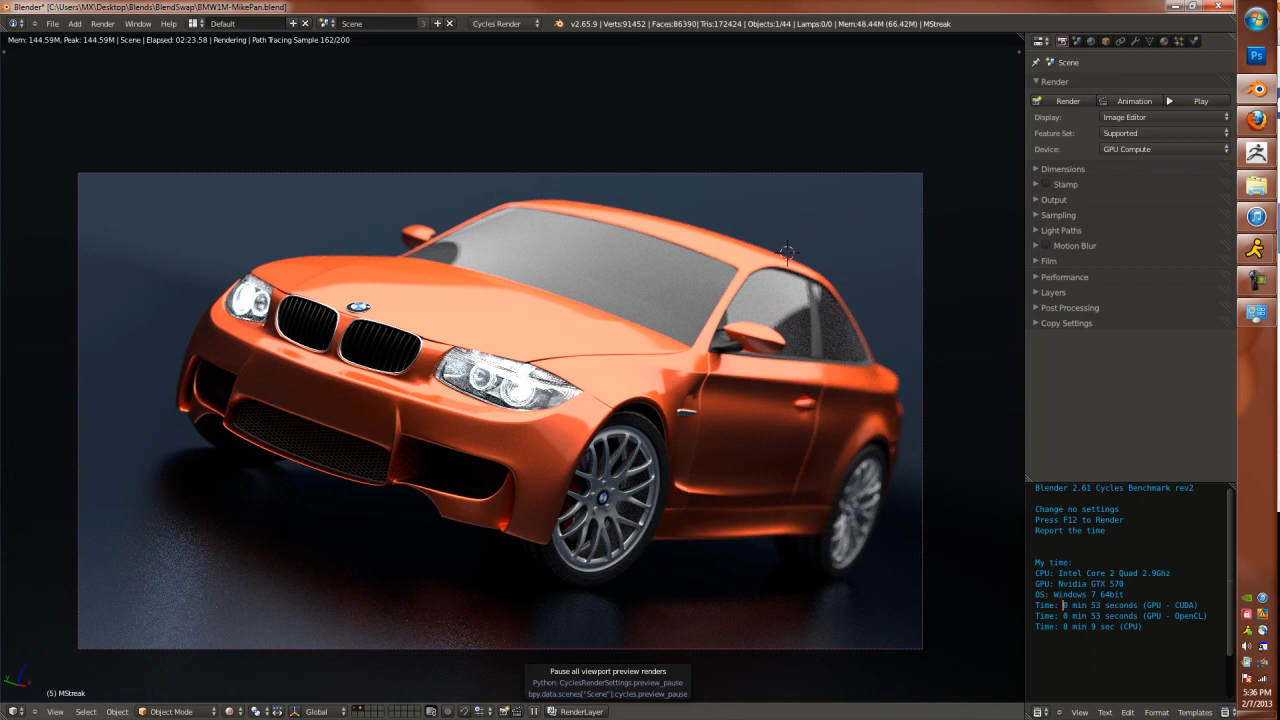 Blender* [C:\Users\MX\Desktop\Blends\BlendSwap\BMW1M-MikePan.blend]
File Add Render Window Help Default Scene 3 Cycles Render v2.65.9 | Verts:91452 | Faces:86390| Tris:172424 | Objects:1/44 | Lamps:0/0 | Mem:48.44M (66.42M) | MStreak
Mem: 144.59M, Peak: 144.59M | Scene | Elapsed: 02:23.58 | Rendering | Path Tracing Sample 162/200
Ps
Scene
Render
Render Animation Play
Display: Image Editor
Feature Set: Supported
Device: GPU Compute
Dimensions
Stamp
Output
Sampling
Light Paths
Motion Blur
Film
Performance
Layers
Post Processing
Copy Settings
Blender 2.61 Cycles Benchmark rev2
Change no settings
Press F12 to Render
Report the time
My time:
CPU: Intel Core 2 Quad 2.9Ghz
GPU: Nvidia GTX 570
OS: Windows 7 64bit
Time: 0 min 53 seconds (GPU - CUDA)
Time: 0 min 53 seconds (GPU - OpenCL)
Time: 8 min 9 sec (CPU)
Pause all viewport preview renders
Python: CyclesRenderSettings.preview_pause
bpy.data.scenes["Scene"].cycles.preview_pause
(5) MStreak
View Select Object Object Mode Global RenderLayer
View Text Edit Format Templates
5:36 PM
2/7/2013